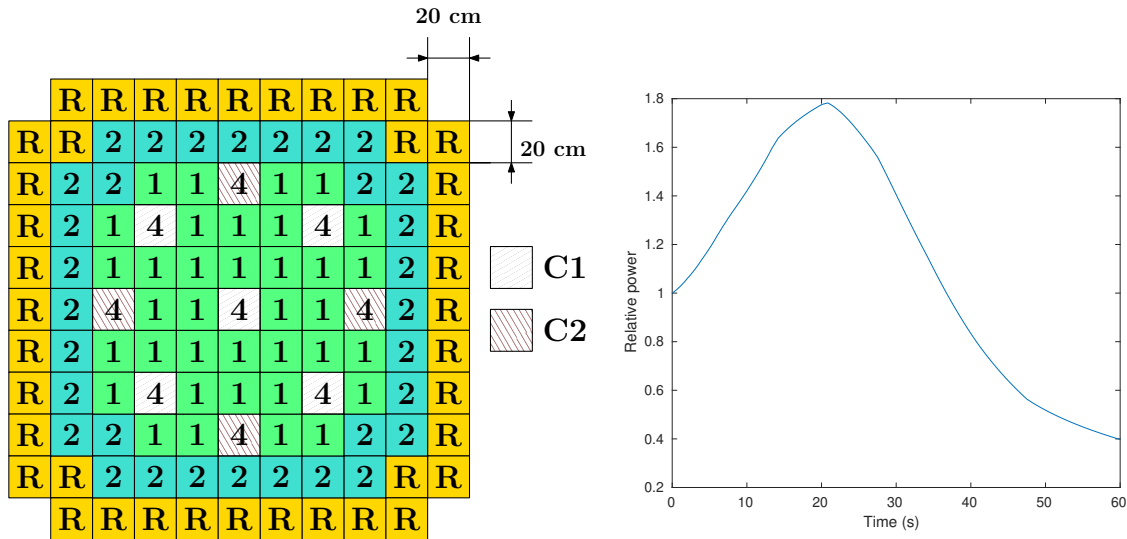 20 cm
R R R R R R R R R
R R 2 2 2 2 2 2 2 R R
20 cm
R 2 2 1 1 4 1 1 2 2 R
R 2 1 4 1 1 1 4 1 2 R
R 2 1 1 1 1 1 1 1 2 R
C1
R 2 4 1 1 4 1 1 4 2 R
C2
R 2 1 1 1 1 1 1 1 2 R
R 2 1 4 1 1 1 4 1 2 R
R 2 2 1 1 4 1 1 2 2 R
R R 2 2 2 2 2 2 2 R R
R R R R R R R R R
Relative power
1.8
1.6
1.4
1.2
1
0.8
0.6
0.4
0.2
0 10 20 30 40 50 60
Time (s)